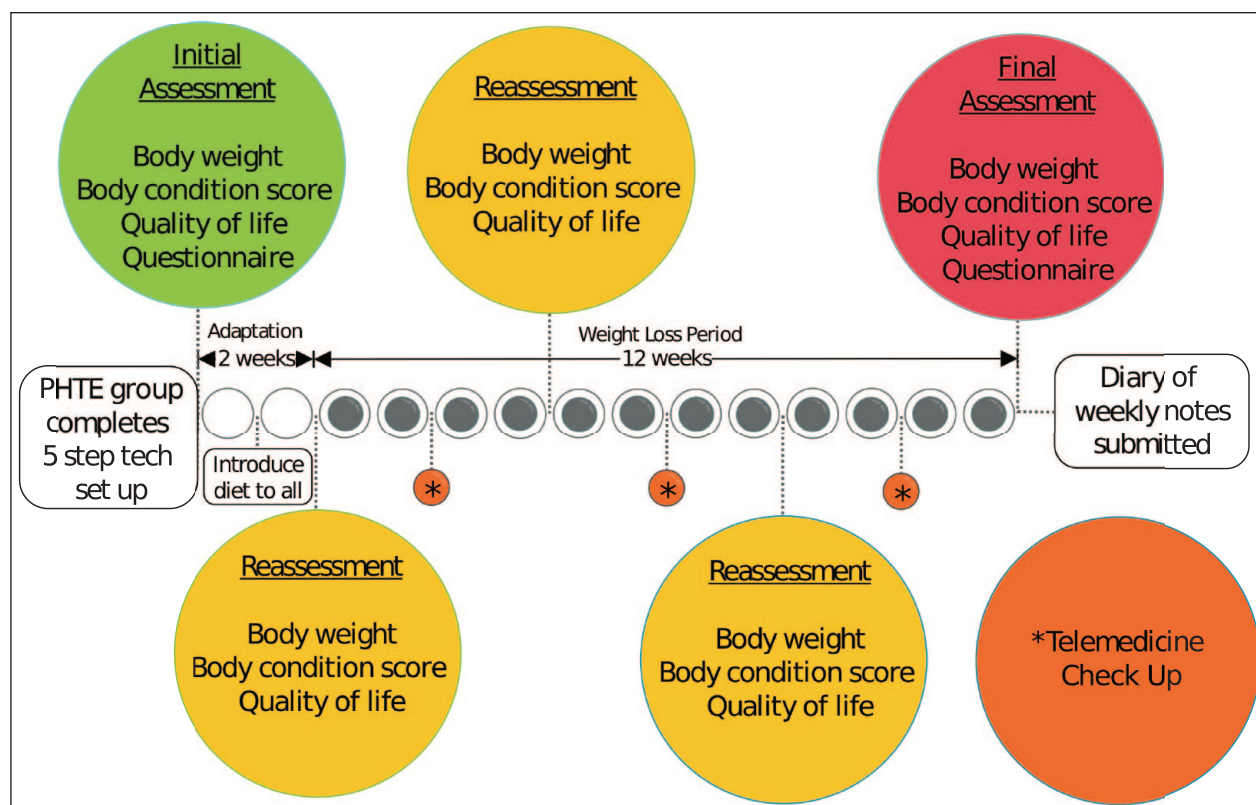 Initial
Assessment
Body weight
Body condition score
Quality of life
Questionnaire
Reassessment
Body weight
Body condition score
Quality of life
Final
Assessment
Body weight
Body condition score
Quality of life
Questionnaire
Adaptation
2 weeks
Weight Loss Period
12 weeks
PHTE group
completes
5 step tech
set up
Introduce
diet to all
*
*
*
Diary of
weekly notes
submitted
Reassessment
Body weight
Body condition score
Quality of life
Reassessment
Body weight
Body condition score
Quality of life
*Telemedicine
Check Up